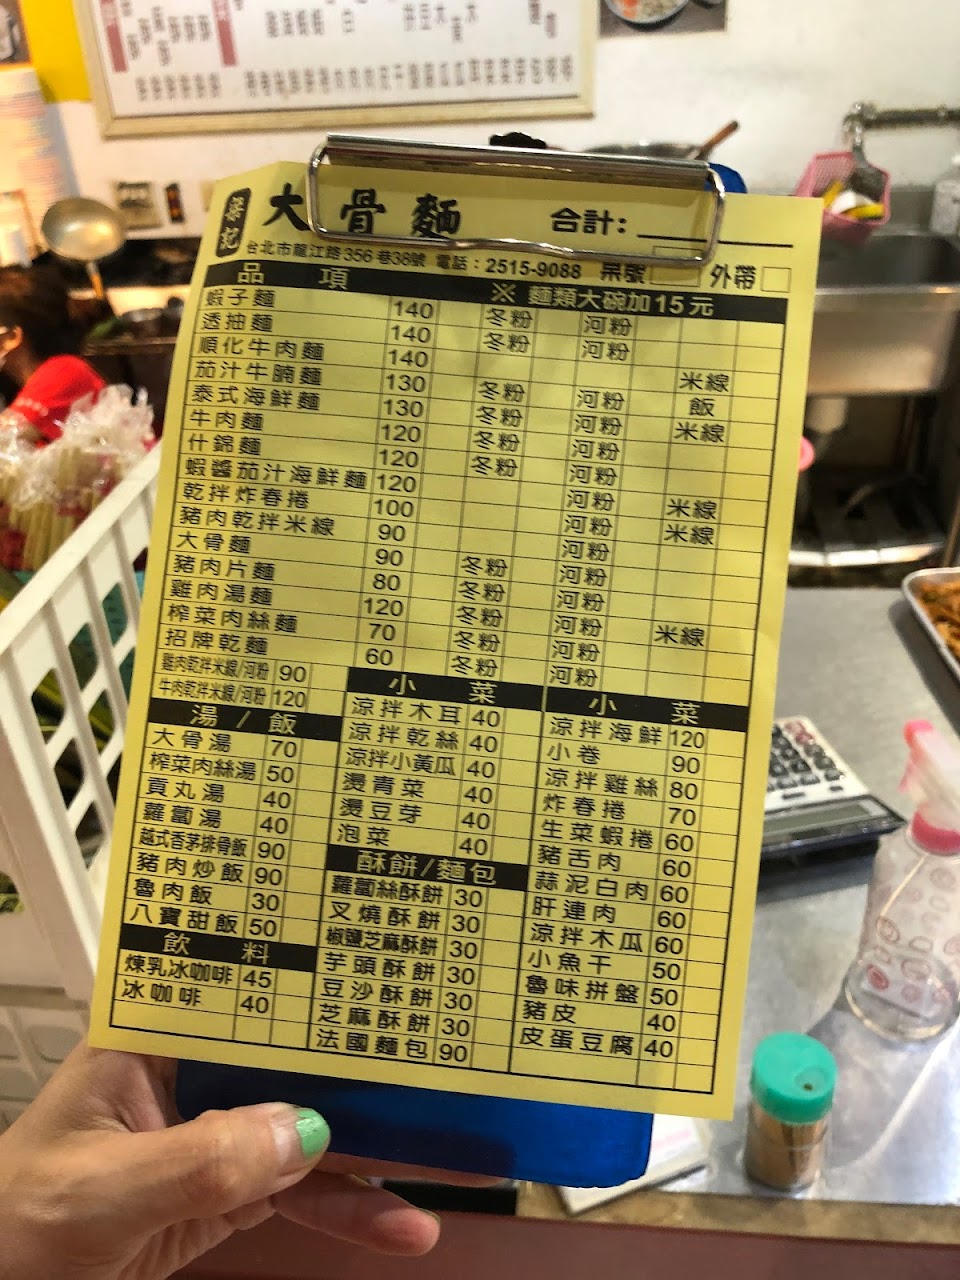 梁記 大骨麵 合計:
台北市龍江路356巷38號 電話：2515-9088 桌號 外帶
品項 ※ 麵類大碗加15元
蝦子麵 140 冬粉 河粉
透抽麵 140 冬粉 河粉
順化牛肉麵 140 米線
茄汁牛腩麵 130 冬粉 河粉 飯
泰式海鮮麵 130 冬粉 河粉 米線
牛肉麵 120 冬粉 河粉
什錦麵 120 冬粉 河粉
蝦醬茄汁海鮮麵 120 河粉 米線
乾拌炸春捲 100 河粉 米線
豬肉乾拌米線 90 河粉
大骨麵 90 冬粉 河粉
豬肉片麵 80 冬粉 河粉
雞肉湯麵 120 冬粉 河粉 米線
榨菜肉絲麵 70 冬粉 河粉
招牌乾麵 60 冬粉 河粉
雞肉乾拌米線/河粉 90
牛肉乾拌米線/河粉 120
湯/飯
大骨湯 70
榨菜肉絲湯 50
貢丸湯 40
蘿蔔湯 40
越式香茅排骨飯 90
豬肉炒飯 90
魯肉飯 30
八寶甜飯 50
飲料
煉乳冰咖啡 45
冰咖啡 40
小菜
涼拌木耳 40
涼拌乾絲 40
涼拌小黃瓜 40
燙青菜 40
燙豆芽 40
泡菜 40
酥餅/麵包
蘿蔔絲酥餅 30
叉燒酥餅 30
椒鹽芝麻酥餅 30
芋頭酥餅 30
豆沙酥餅 30
芝麻酥餅 30
法國麵包 90
小菜
涼拌海鮮 120
小卷 90
涼拌雞絲 80
炸春捲 70
生菜蝦捲 60
豬舌肉 60
蒜泥白肉 60
肝連肉 60
涼拌木瓜 60
小魚干 50
魯味拼盤 50
豬皮 40
皮蛋豆腐 40